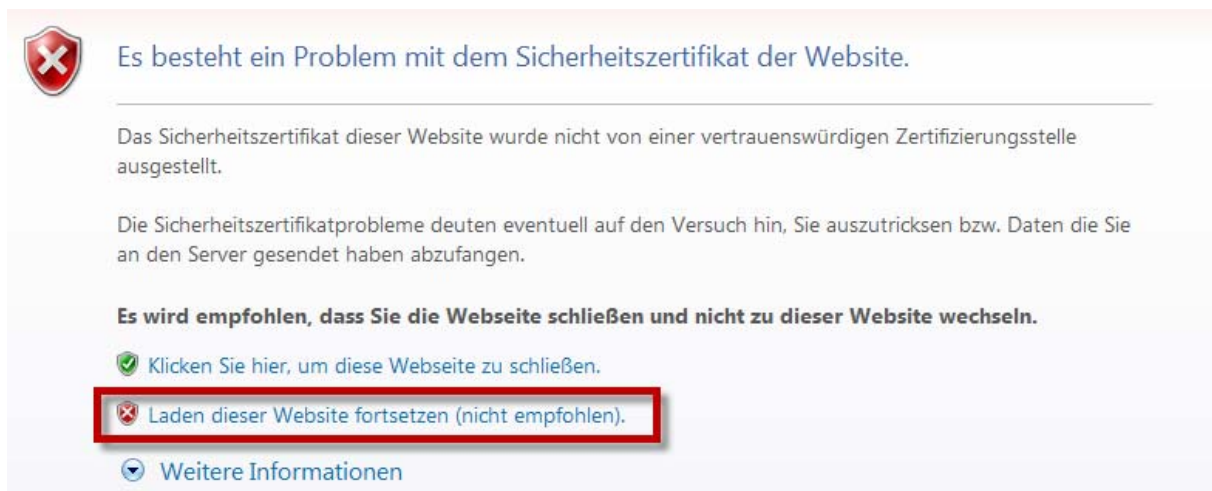 Es besteht ein Problem mit dem Sicherheitszertifikat der Website.
Das Sicherheitszertifikat dieser Website wurde nicht von einer vertrauenswürdigen Zertifizierungsstelle
ausgestellt.
Die Sicherheitszertifikatprobleme deuten eventuell auf den Versuch hin, Sie auszutricksen bzw. Daten die Sie
an den Server gesendet haben abzufangen.
Es wird empfohlen, dass Sie die Webseite schließen und nicht zu dieser Website wechseln.
Klicken Sie hier, um diese Webseite zu schließen.
Laden dieser Website fortsetzen (nicht empfohlen).
Weitere Informationen